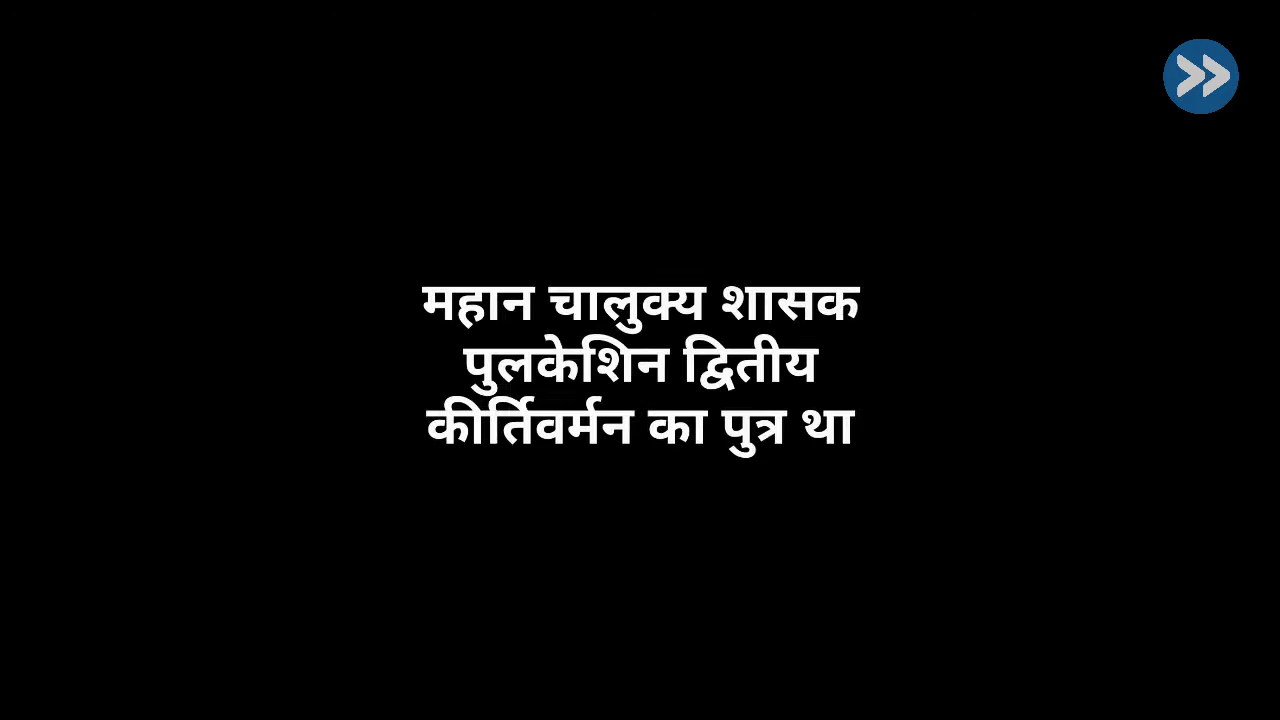 महान चालुक्य शासक
पुलकेशिन द्वितीय
कीर्तिवर्मन का पुत्र था